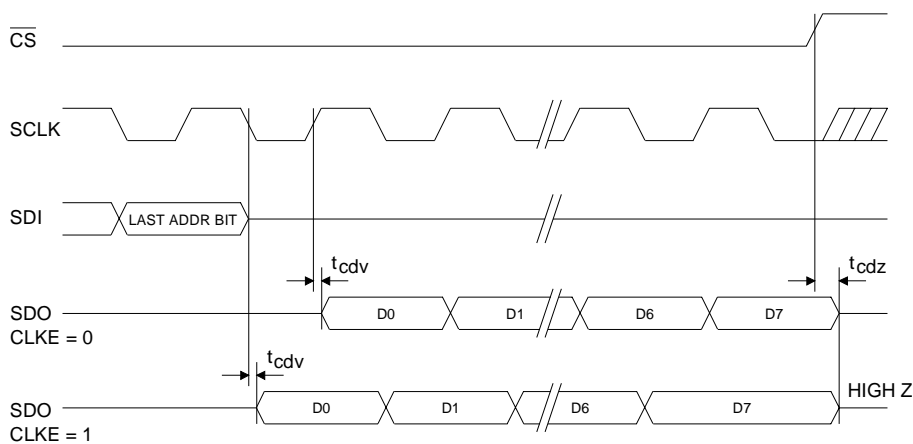 CS
SCLK
SDI
LAST ADDR BIT
tcdv
tcdz
SDO
CLKE = 0
D0
D1
D6
D7
tcdv
SDO
CLKE = 1
D0
D1
D6
D7
HIGH Z